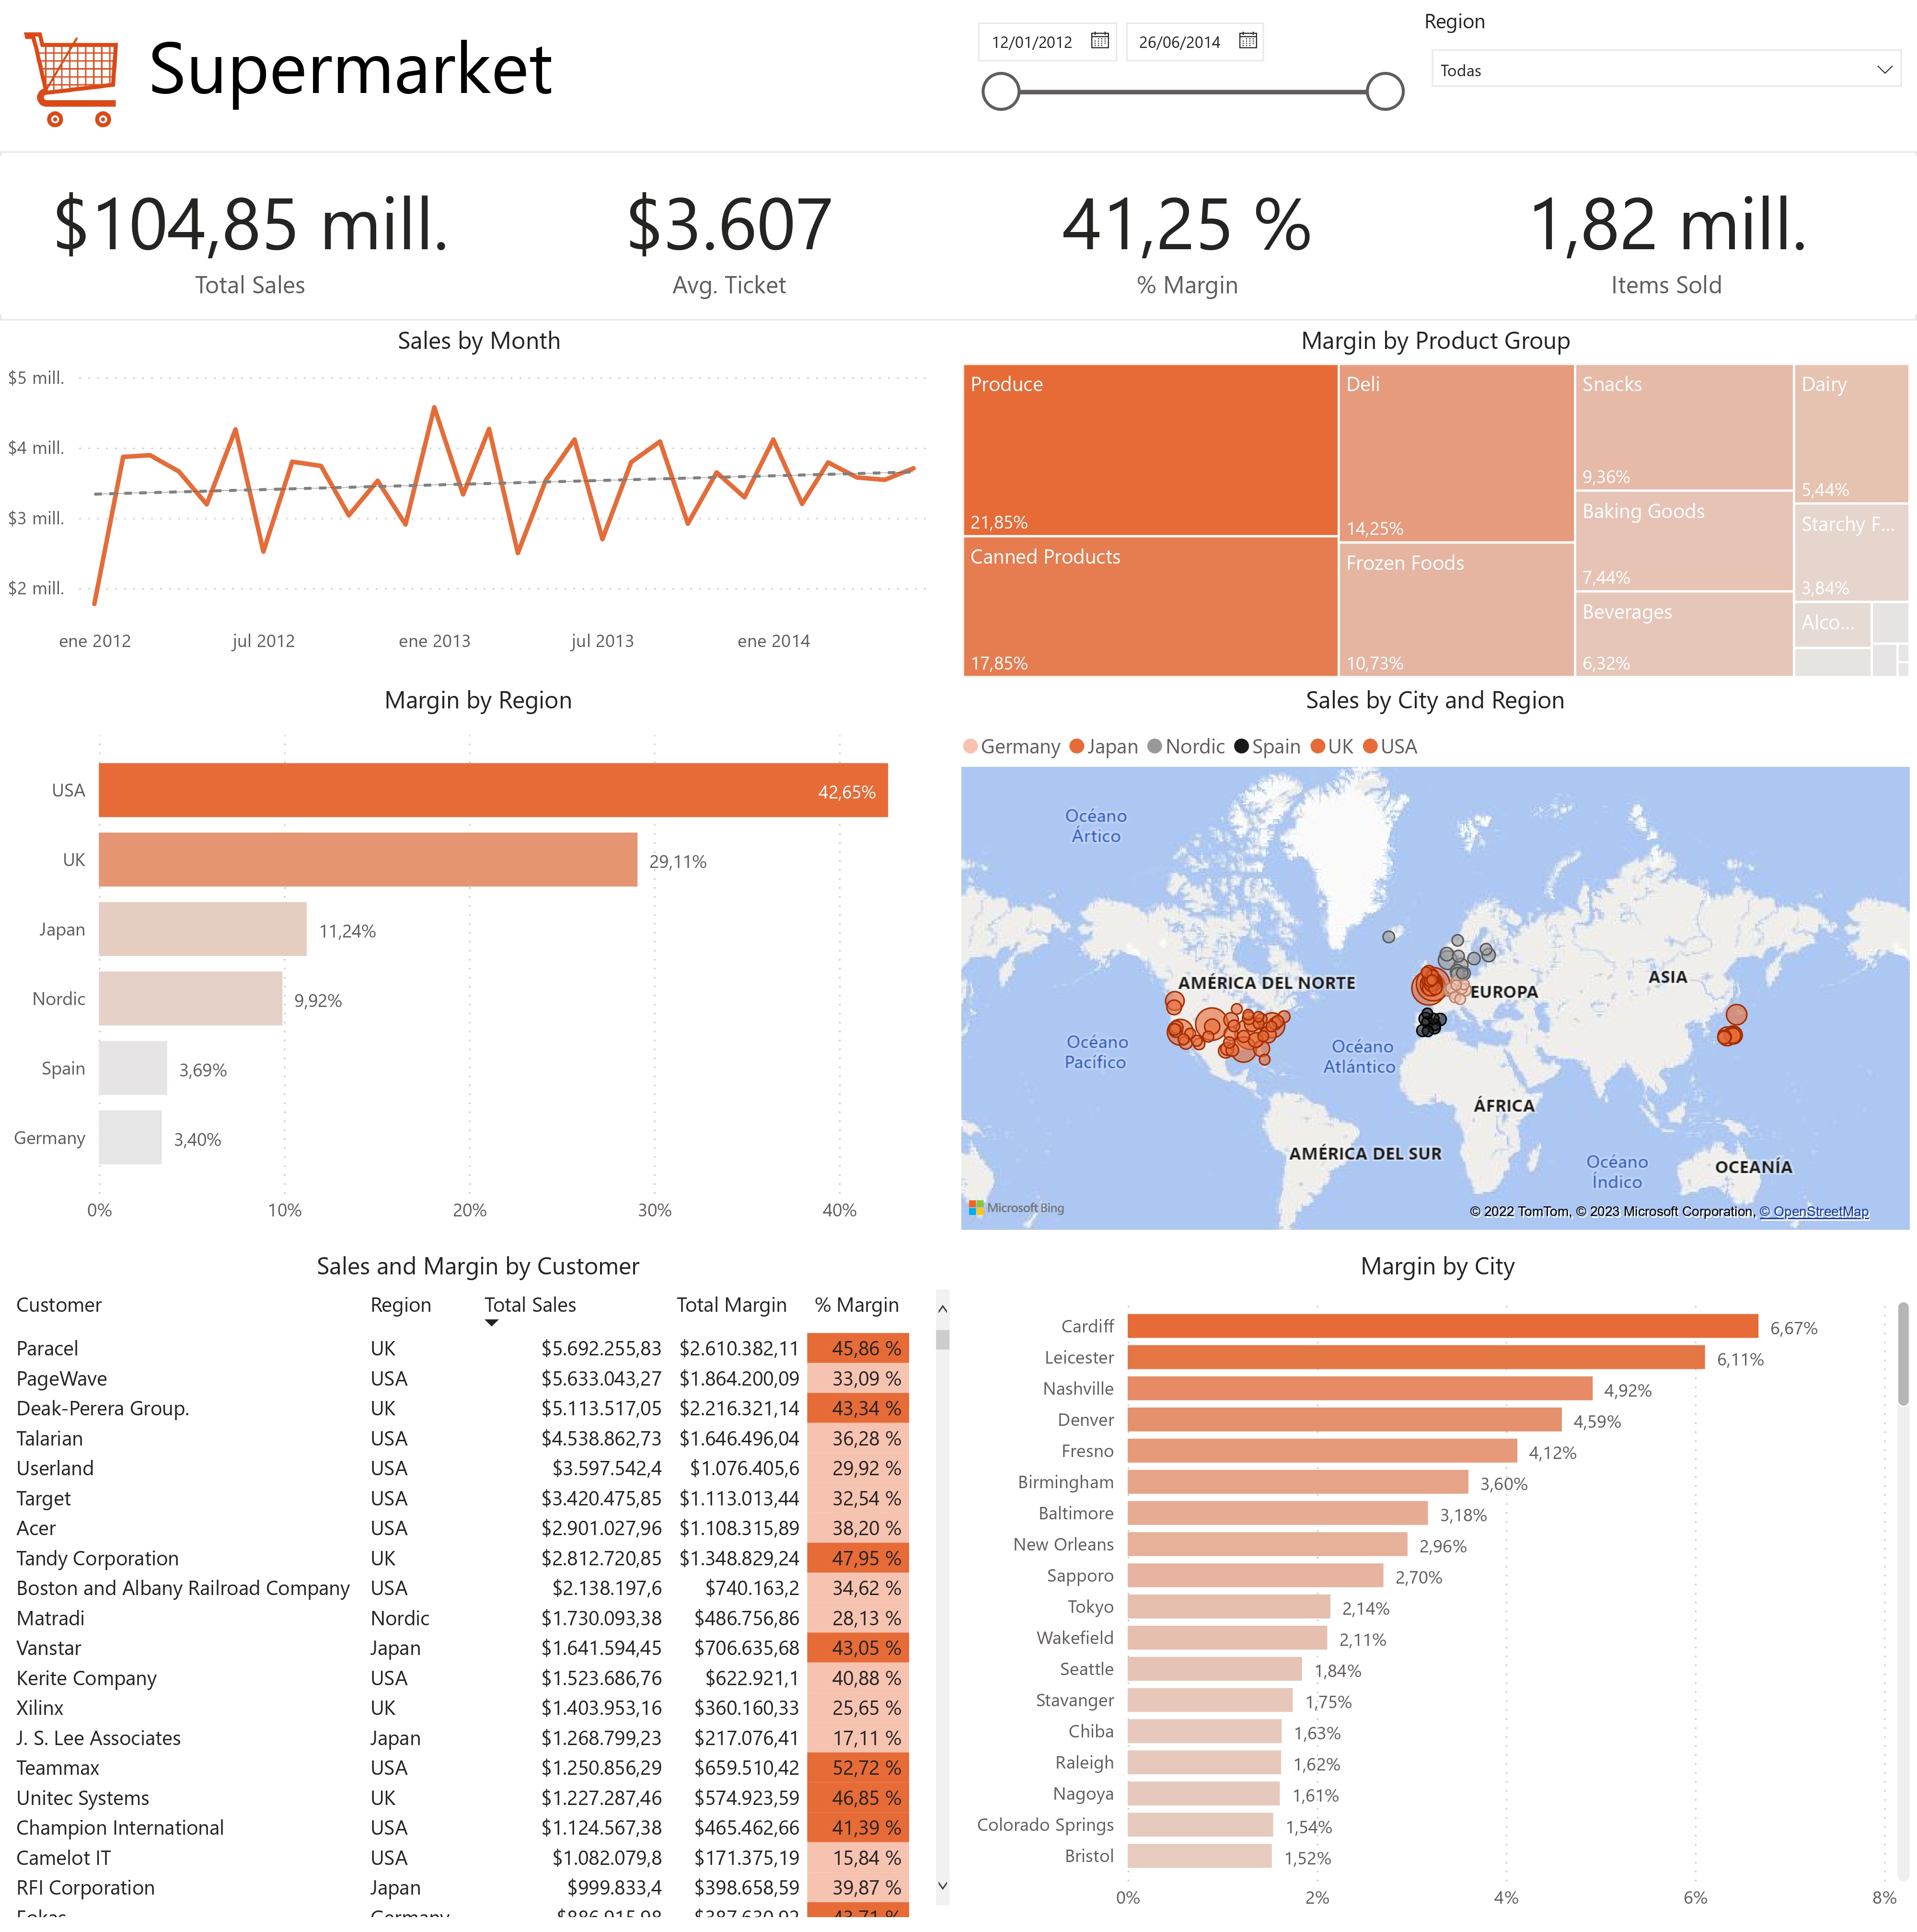 Supermarket
12/01/2012
26/06/2014
Region
Todas
$104,85 mill.
Total Sales
$3.607
Avg. Ticket
41,25 %
% Margin
1,82 mill.
Items Sold
Sales by Month
$5 mill.
$4 mill.
$3 mill.
$2 mill.
ene 2012 jul 2012 ene 2013 jul 2013 ene 2014
Margin by Product Group
Produce
21,85%
Canned Products
17,85%
Deli
14,25%
Frozen Foods
10,73%
Snacks
9,36%
Baking Goods
7,44%
Beverages
6,32%
Dairy
5,44%
Starchy F...
3,84%
Alco...
Margin by Region
USA 42,65%
UK 29,11%
Japan 11,24%
Nordic 9,92%
Spain 3,69%
Germany 3,40%
0% 10% 20% 30% 40%
Sales by City and Region
Germany Japan Nordic Spain UK USA
Océano
Ártico
AMÉRICA DEL NORTE
EUROPA
ASIA
Océano
Pacífico
Océano
Atlántico
ÁFRICA
AMÉRICA DEL SUR
Océano
Índico
OCEANÍA
Microsoft Bing
© 2022 TomTom, © 2023 Microsoft Corporation, © OpenStreetMap
Sales and Margin by Customer
Customer Region Total Sales Total Margin % Margin
Paracel UK $5.692.255,83 $2.610.382,11 45,86 %
PageWave USA $5.633.043,27 $1.864.200,09 33,09 %
Deak-Perera Group. UK $5.113.517,05 $2.216.321,14 43,34 %
Talarian USA $4.538.862,73 $1.646.496,04 36,28 %
Userland USA $3.597.542,4 $1.076.405,6 29,92 %
Target USA $3.420.475,85 $1.113.013,44 32,54 %
Acer USA $2.901.027,96 $1.108.315,89 38,20 %
Tandy Corporation UK $2.812.720,85 $1.348.829,24 47,95 %
Boston and Albany Railroad Company USA $2.138.197,6 $740.163,2 34,62 %
Matradi Nordic $1.730.093,38 $486.756,86 28,13 %
Vanstar Japan $1.641.594,45 $706.635,68 43,05 %
Kerite Company USA $1.523.686,76 $622.921,1 40,88 %
Xilinx UK $1.403.953,16 $360.160,33 25,65 %
J. S. Lee Associates Japan $1.268.799,23 $217.076,41 17,11 %
Teammax USA $1.250.856,29 $659.510,42 52,72 %
Unitec Systems UK $1.227.287,46 $574.923,59 46,85 %
Champion International USA $1.124.567,38 $465.462,66 41,39 %
Camelot IT USA $1.082.079,8 $171.375,19 15,84 %
RFI Corporation Japan $999.833,4 $398.658,59 39,87 %
Margin by City
Cardiff 6,67%
Leicester 6,11%
Nashville 4,92%
Denver 4,59%
Fresno 4,12%
Birmingham 3,60%
Baltimore 3,18%
New Orleans 2,96%
Sapporo 2,70%
Tokyo 2,14%
Wakefield 2,11%
Seattle 1,84%
Stavanger 1,75%
Chiba 1,63%
Raleigh 1,62%
Nagoya 1,61%
Colorado Springs 1,54%
Bristol 1,52%
0% 2% 4% 6% 8%